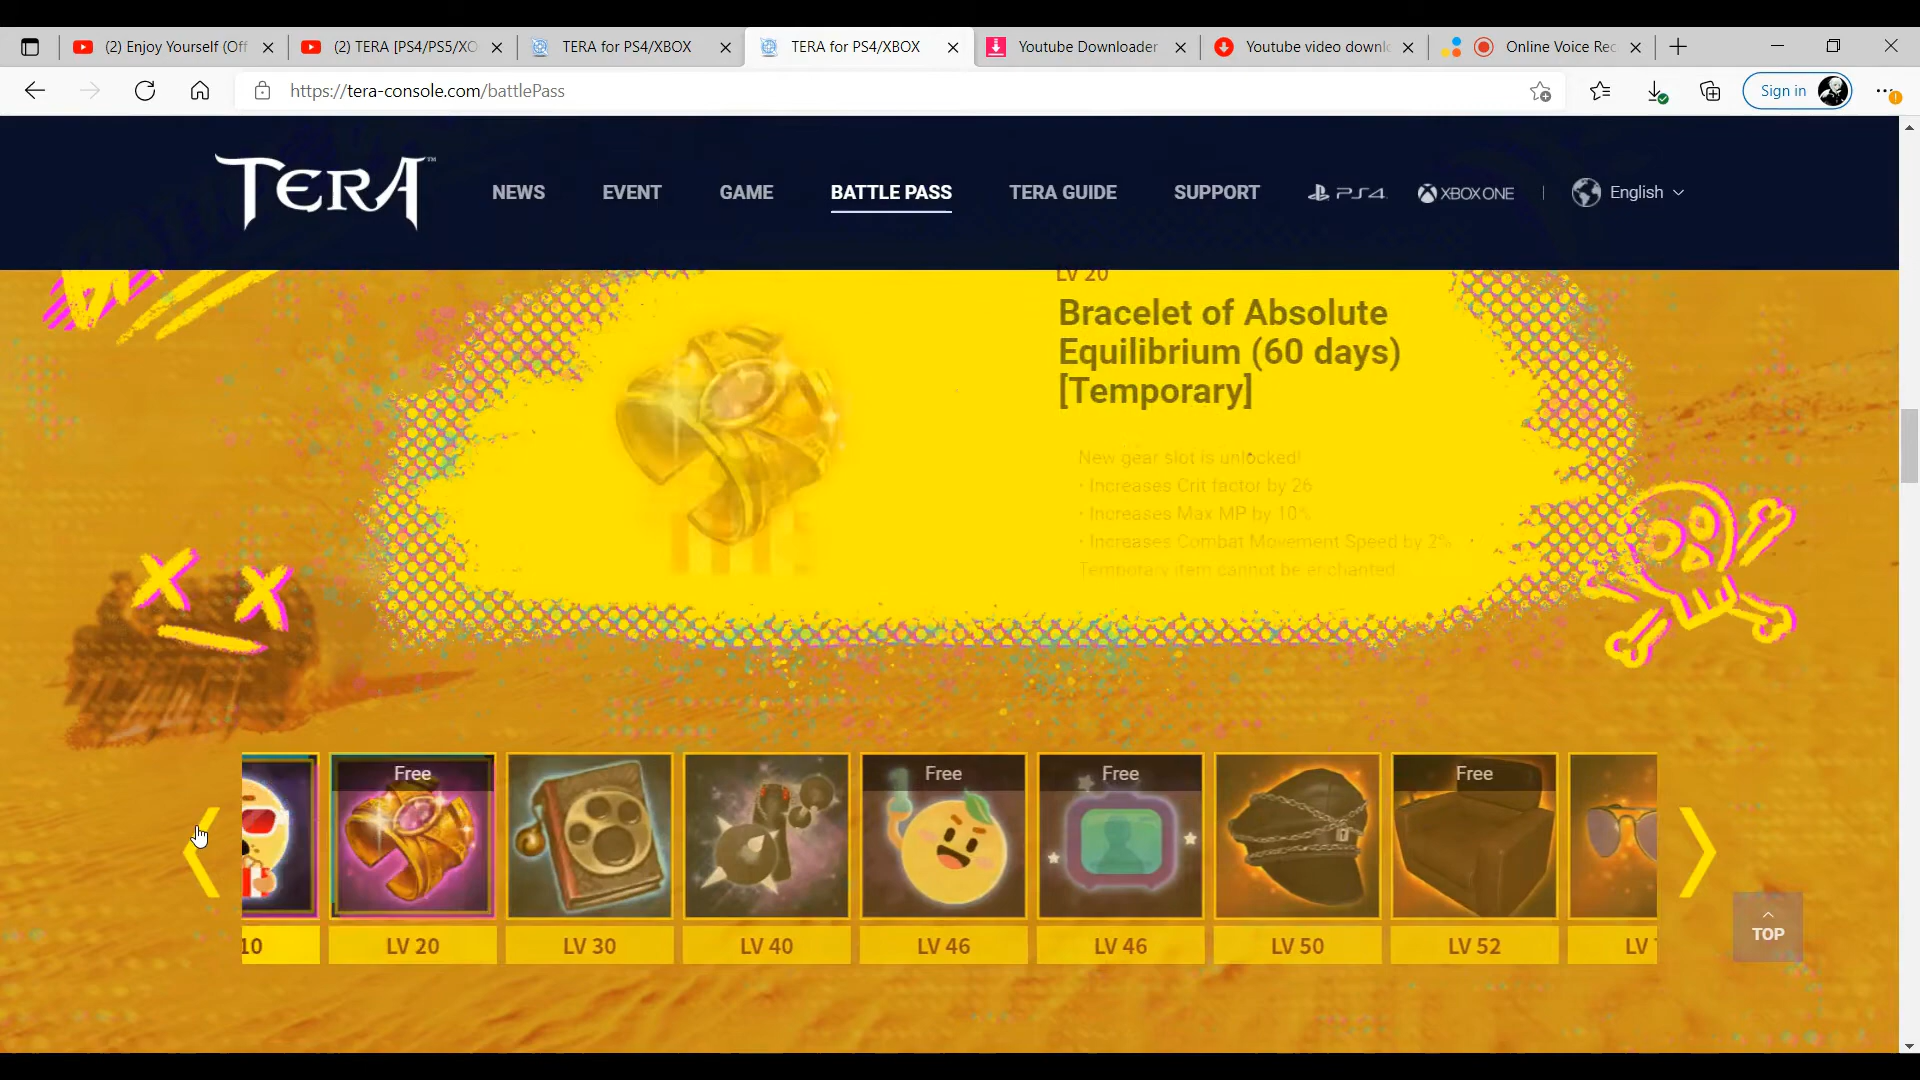 (2) Enjoy Yourself (Off
(2) TERA [PS4/PS5/XO
TERA for PS4/XBOX
TERA for PS4/XBOX
Youtube Downloader
Youtube video downl
Online Voice Rec
https://tera-console.com/battlePass
Sign in
TERA™
NEWS
EVENT
GAME
BATTLE PASS
TERA GUIDE
SUPPORT
PS4
XBOX ONE
English
LV 20
Bracelet of Absolute
Equilibrium (60 days)
[Temporary]
New gear slot is unlocked!
· Increases Crit factor by 26
· Increases Max MP by 10%
· Increases Combat Movement Speed by 2%
Temporary item cannot be enchanted.
Free
Free
Free
Free
10
LV 20
LV 30
LV 40
LV 46
LV 46
LV 50
LV 52
LV
TOP